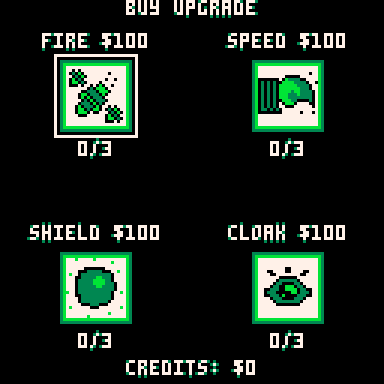 BUY UPGRADE
FIRE $100
SPEED $100
0/3
0/3
SHIELD $100
CLOAK $100
0/3
0/3
CREDITS: $0